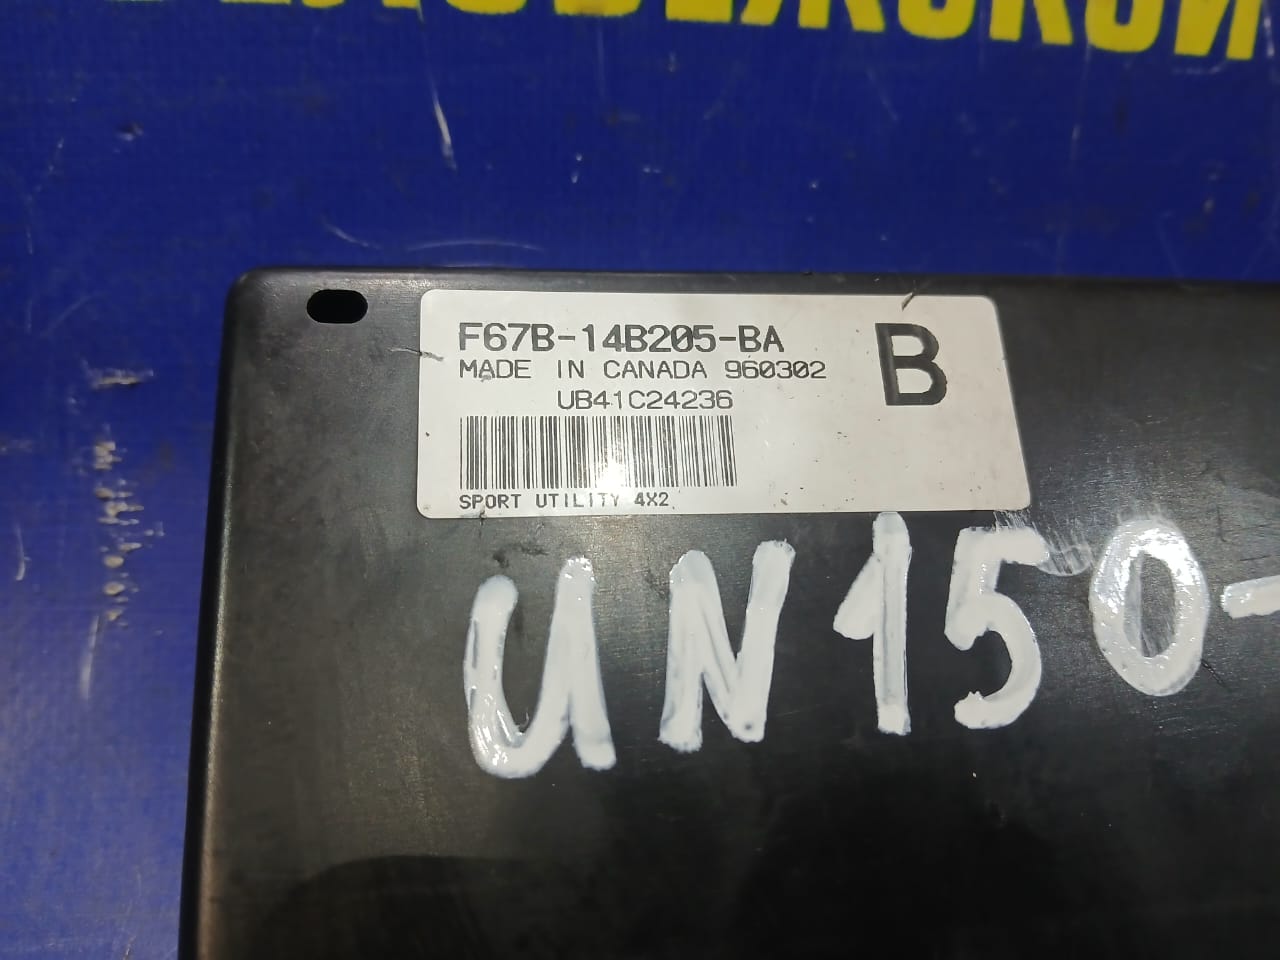 F67B-14B205-BA
B
MADE IN CANADA 960302
UB41C24236
SPORT UTILITY 4X2
UN150-